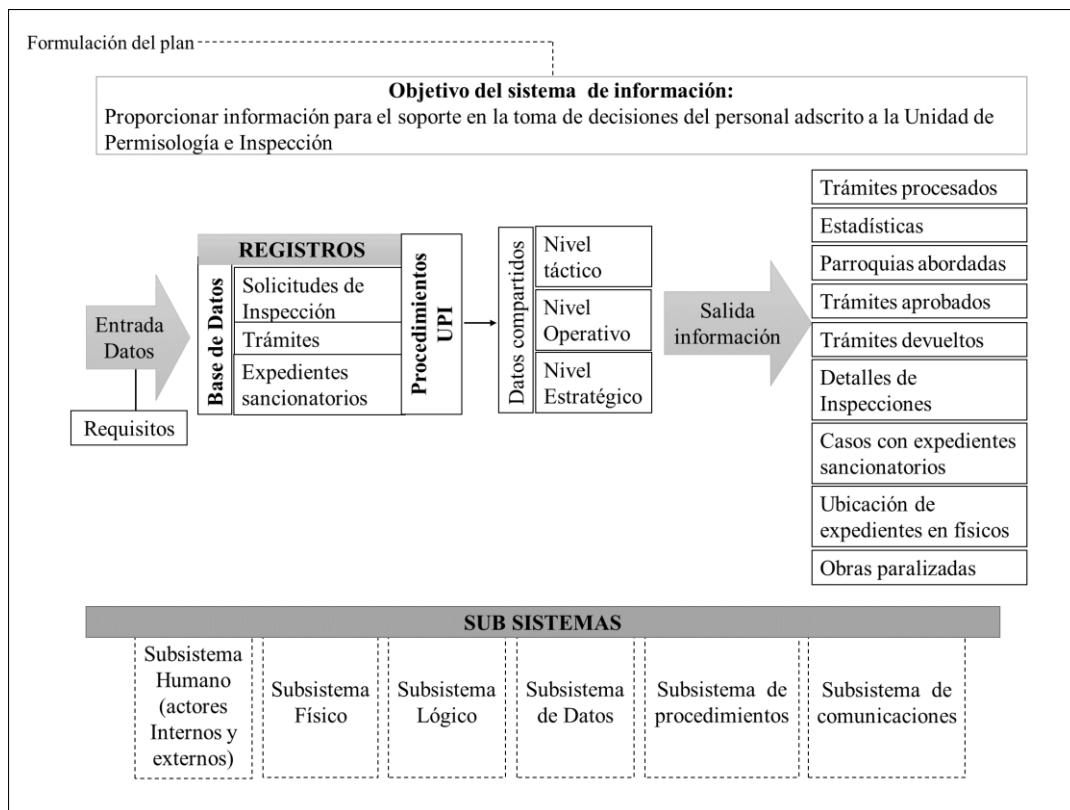 Formulación del plan
Objetivo del sistema de información:
Proporcionar información para el soporte en la toma de decisiones del personal adscrito a la Unidad de
Permisología e Inspección
Entrada
Datos
Requisitos
REGISTROS
Base de Datos
Solicitudes de
Inspección
Trámites
Expedientes
sancionatorios
Procedimientos
UPI
Datos compartidos
Nivel
táctico
Nivel
Operativo
Nivel
Estratégico
Salida
información
Trámites procesados
Estadísticas
Parroquias abordadas
Trámites aprobados
Trámites devueltos
Detalles de
Inspecciones
Casos con expedientes
sancionatorios
Ubicación de
expedientes en físicos
Obras paralizadas
SUB SISTEMAS
Subsistema
Humano
(actores
Internos y
externos)
Subsistema
Físico
Subsistema
Lógico
Subsistema
de Datos
Subsistema de
procedimientos
Subsistema de
comunicaciones